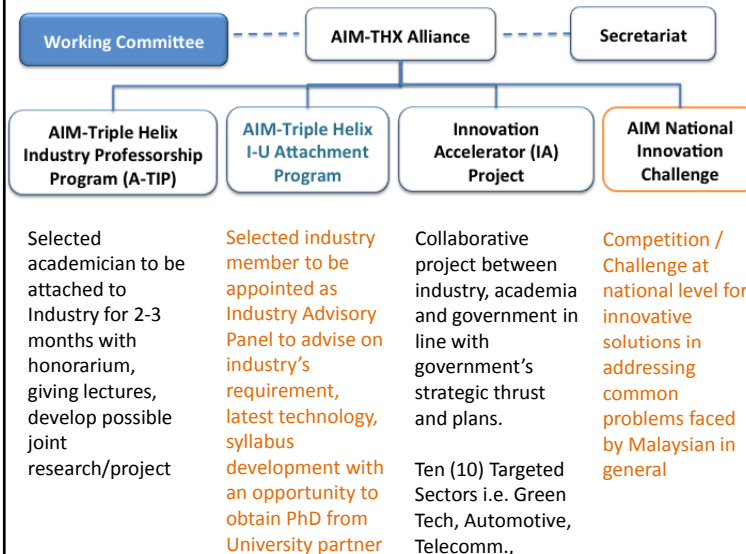 Working Committee
AIM-THX Alliance
Secretariat
AIM-Triple Helix
Industry Professorship
Program (A-TIP)
AIM-Triple Helix
I-U Attachment
Program
Innovation
Accelerator (IA)
Project
AIM National
Innovation
Challenge
Selected
academician to be
attached to
Industry for 2-3
months with
honorarium,
giving lectures,
develop possible
joint
research/project
Selected industry
member to be
appointed as
Industry Advisory
Panel to advise on
industry's
requirement,
latest technology,
syllabus
development with
an opportunity to
obtain PhD from
University partner
Collaborative
project between
industry, academia
and government in
line with
government's
strategic thrust
and plans.
Ten (10) Targeted
Sectors i.e. Green
Tech, Automotive,
Telecomm.,
Competition /
Challenge at
national level for
innovative
solutions in
addressing
common
problems faced
by Malaysian in
general